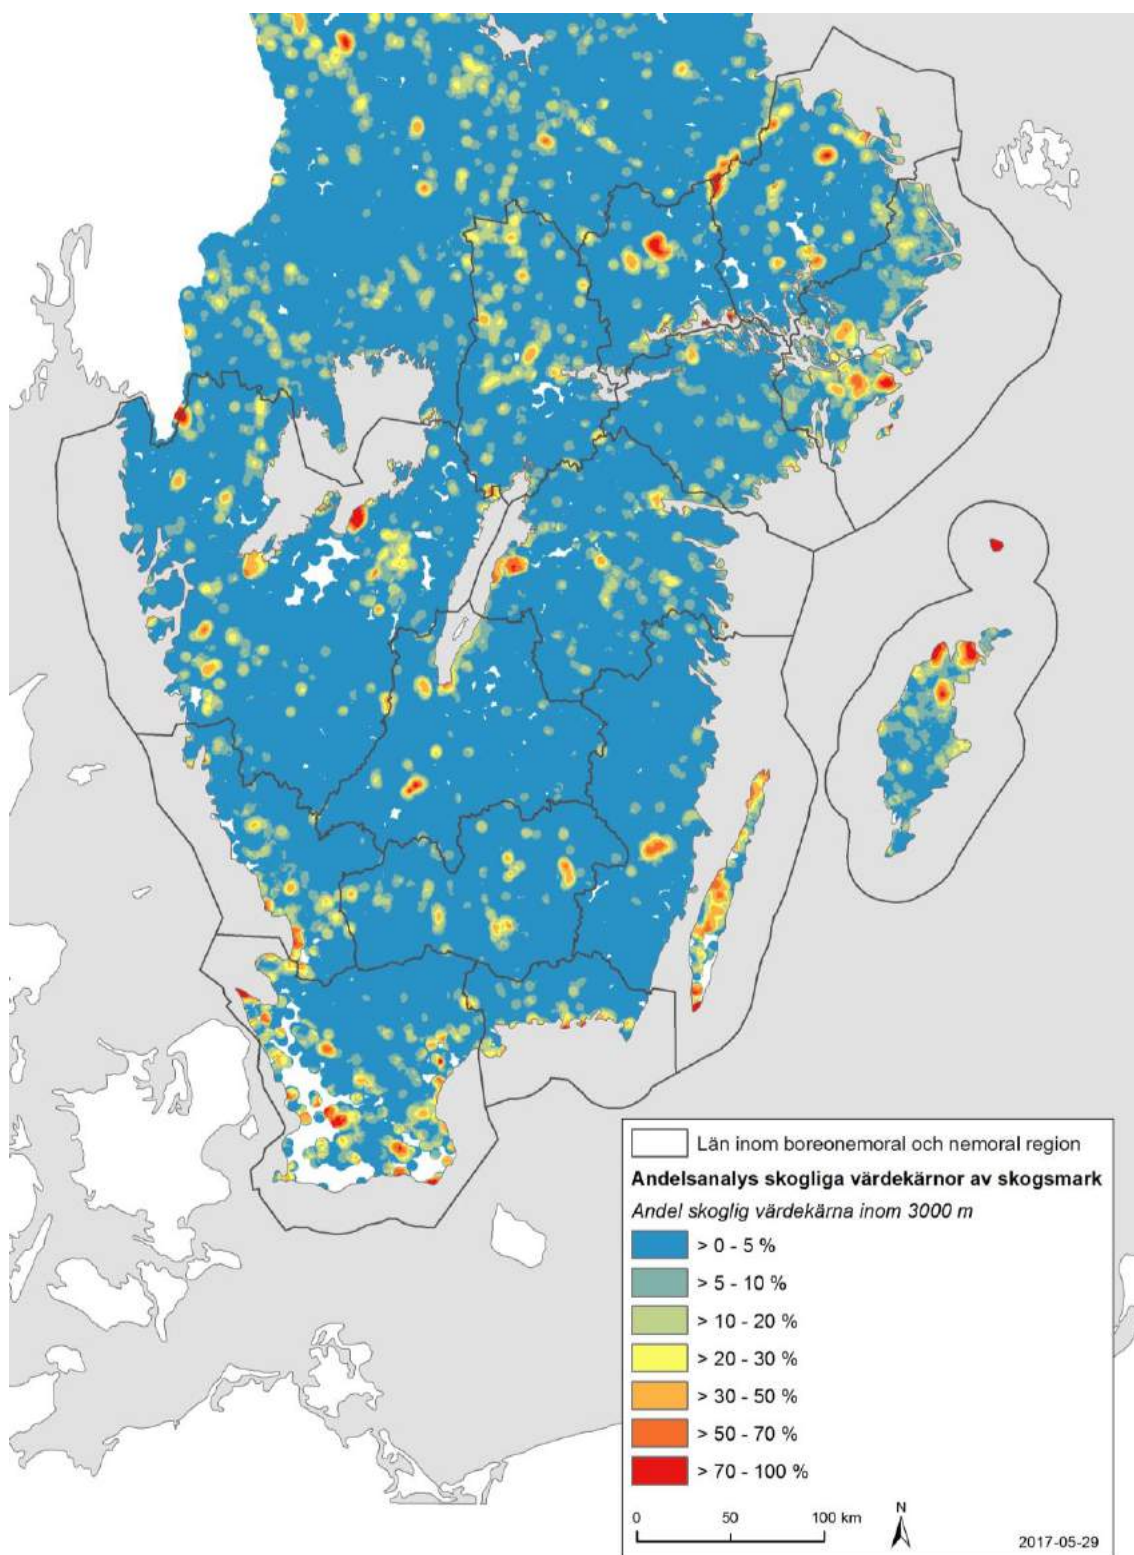 Län inom boreonemoral och nemoral region
Andelsanalys skogliga värdekärnor av skogsmark
Andel skoglig värdekärna inom 3000 m
> 0 - 5 %
> 5 - 10 %
> 10 - 20 %
> 20 - 30 %
> 30 - 50 %
> 50 - 70 %
> 70 - 100 %
0 50 100 km
N
2017-05-29